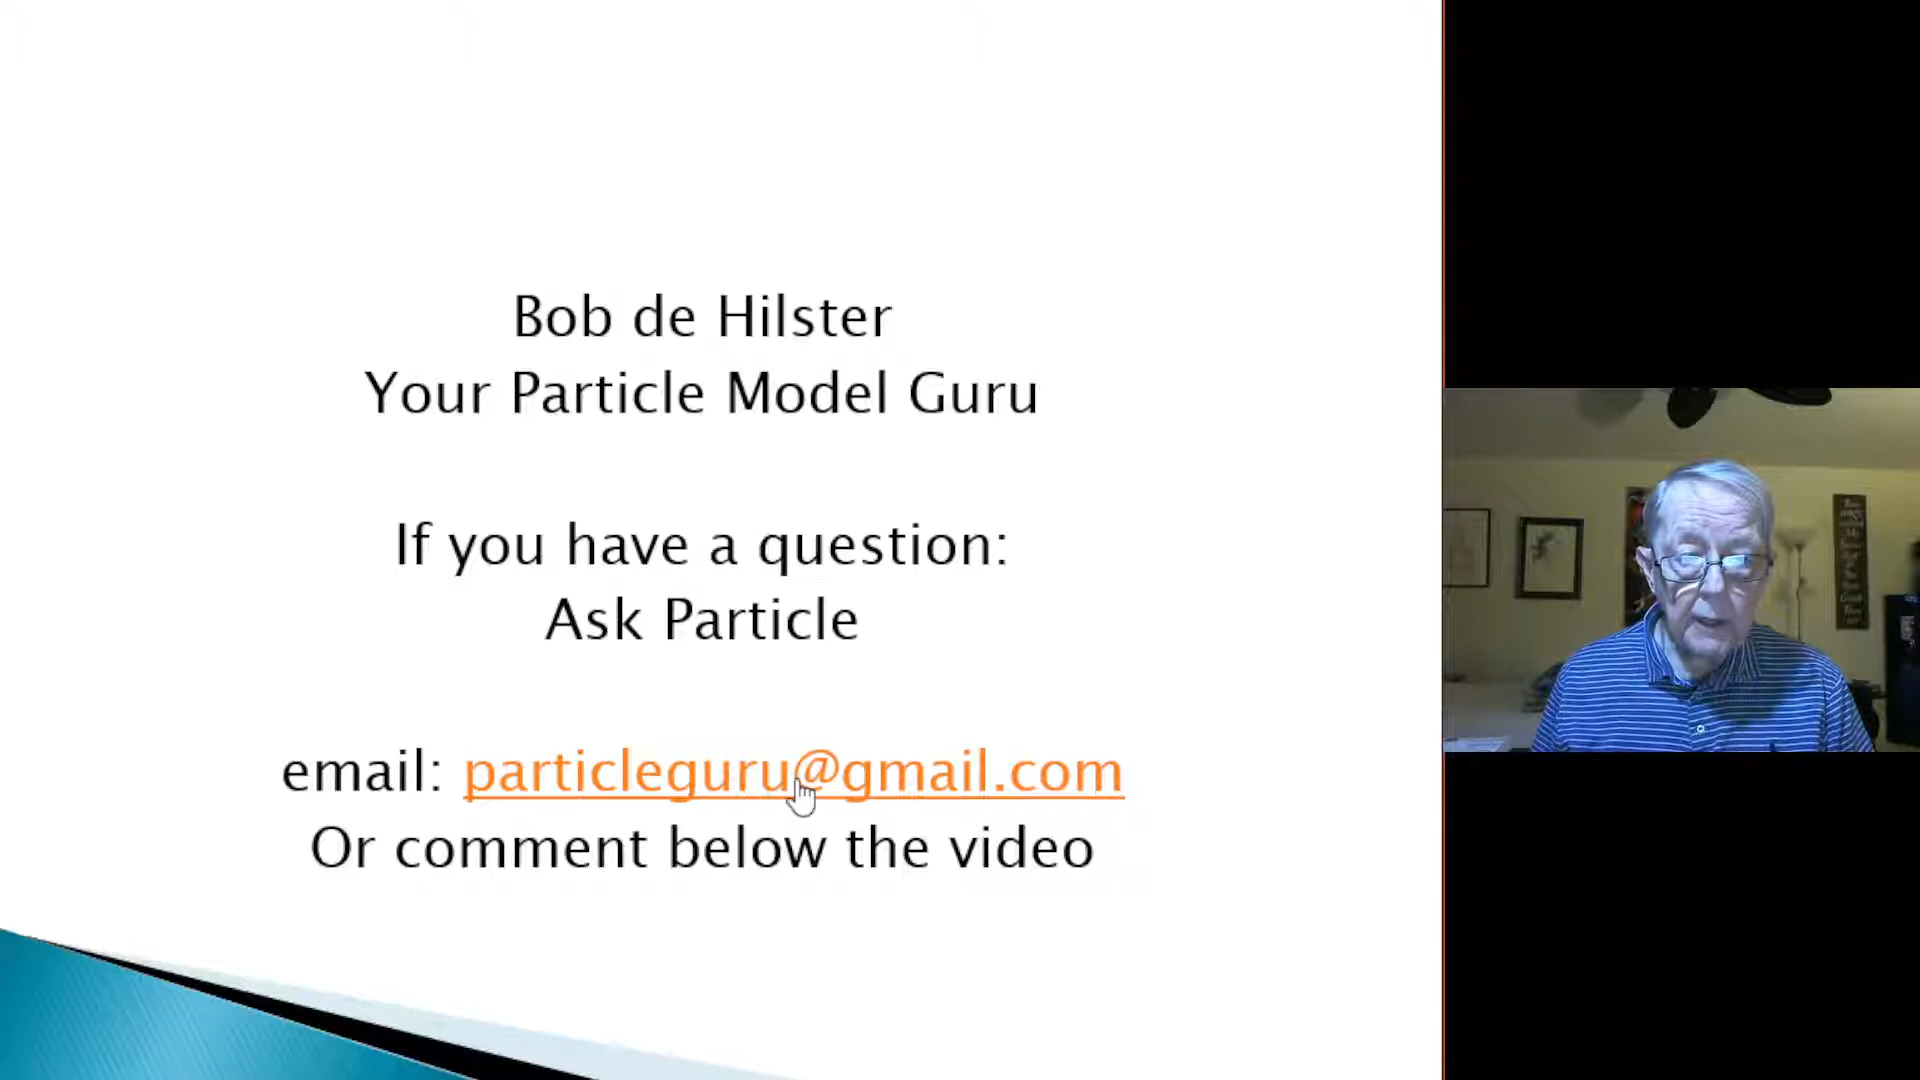 Bob de Hilster
Your Particle Model Guru
If you have a question:
Ask Particle
email: particleguru@gmail.com
Or comment below the video